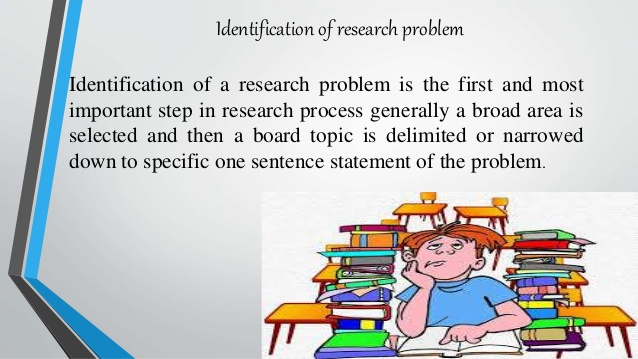 Identification of research problem
Identification of a research problem is the first and most
important step in research process generally a broad area is
selected and then a board topic is delimited or narrowed
down to specific one sentence statement of the problem.